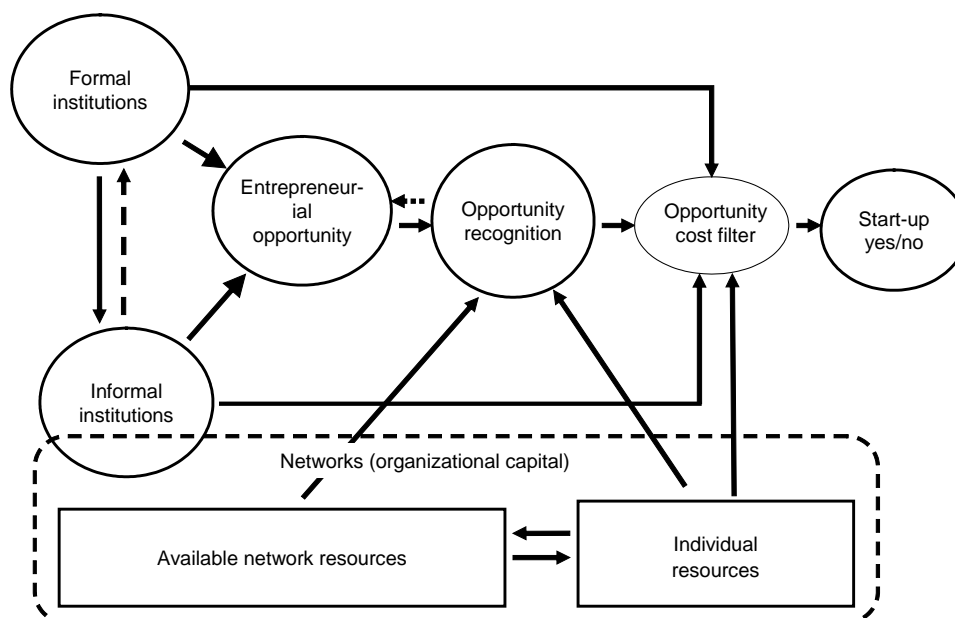 Formal
institutions
Entrepreneur-
ial
opportunity
Opportunity
recognition
Opportunity
cost filter
Start-up
yes/no
Informal
institutions
Networks (organizational capital)
Available network resources
Individual
resources